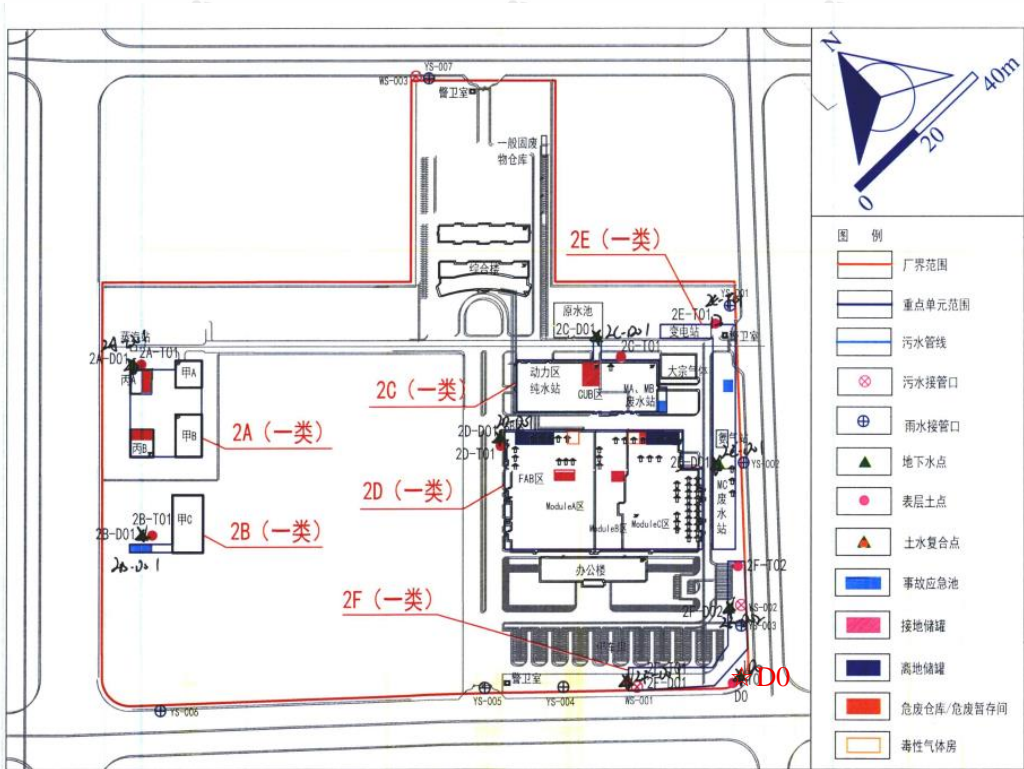 YS-007
WS-003
警卫室
一般固废
物仓库
2E（一类）
综合楼
原水池
2C-D01
2C-D01
2E-T01
变电站
警卫室
2C-T01
2A-D01
2A-T01
丙A
甲A
动力区
纯水站
CUB区
大宗气体
MA、MB
废水站
2C（一类）
2A（一类）
甲B
丙B
2D-D01
2D-T01
YS-002
FAB区
ModuleA区
ModuleB区
ModuleC区
MC
废水站
2D（一类）
甲C
2B-T01
2B-D01
2B（一类）
2B-D01
办公楼
2F-T02
2F（一类）
2F-D02
WS-002
YS-003
警卫室
2F-D01
D0
D0
YS-006
YS-005
YS-004
WS-001
N
40m
20
0
图 例
厂界范围
重点单元范围
污水管线
污水接管口
雨水接管口
地下水点
表层土点
土水复合点
事故应急池
接地储罐
离地储罐
危废仓库/危废暂存间
毒性气体房